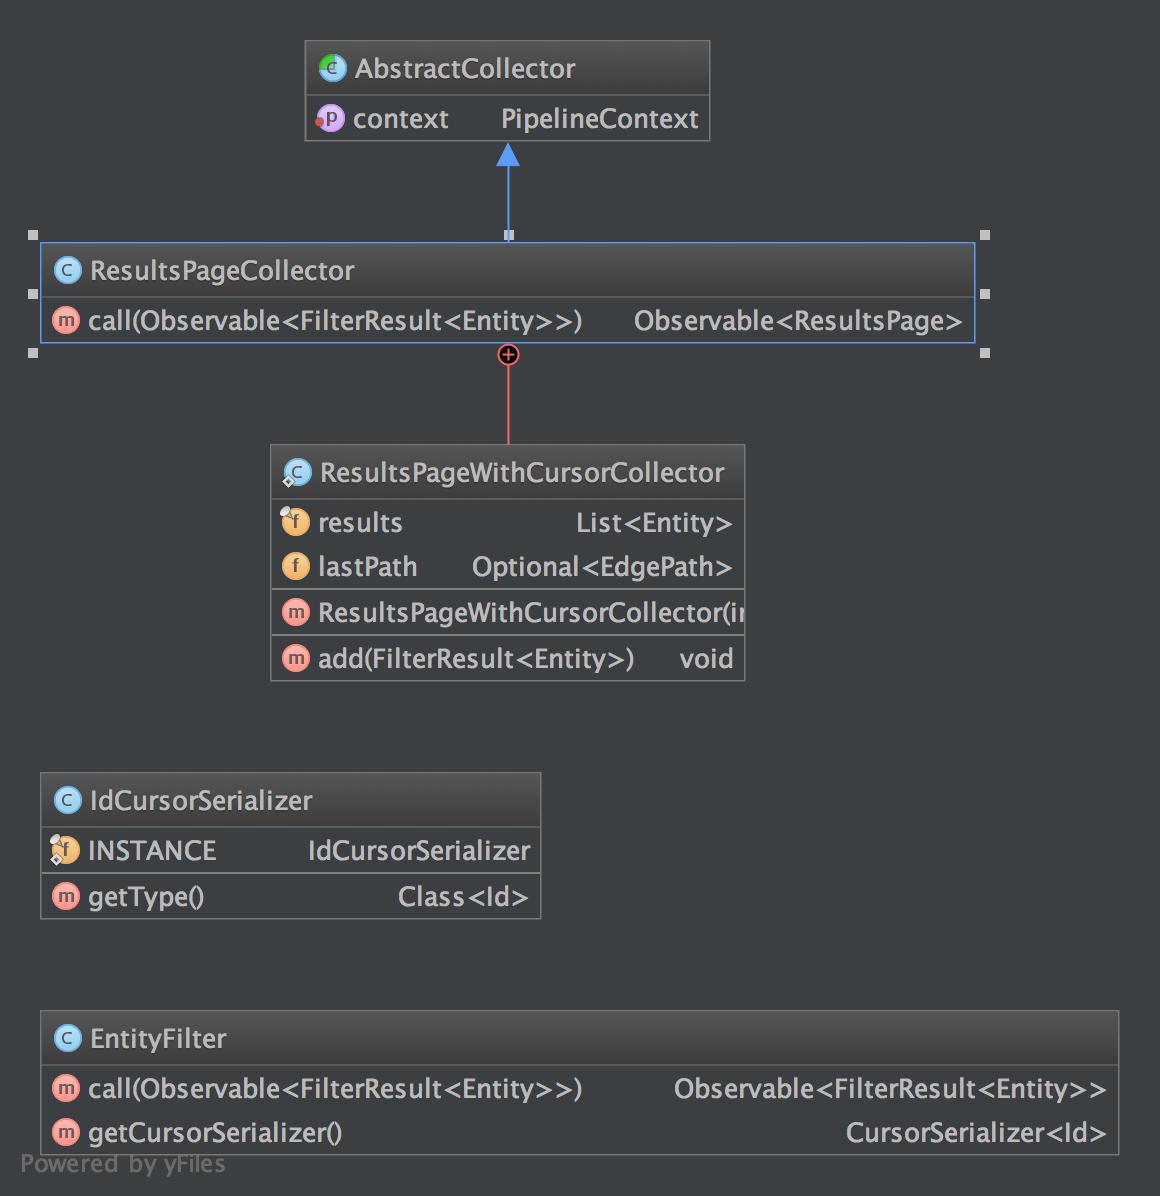 AbstractCollector
context PipelineContext
ResultsPageCollector
call(Observable<FilterResult<Entity>>) Observable<ResultsPage>
ResultsPageWithCursorCollector
results List<Entity>
lastPath Optional<EdgePath>
ResultsPageWithCursorCollector(
add(FilterResult<Entity>) void
IdCursorSerializer
INSTANCE IdCursorSerializer
getType() Class<Id>
EntityFilter
call(Observable<FilterResult<Entity>>) Observable<FilterResult<Entity>>
getCursorSerializer() CursorSerializer<Id>
Powered by yFiles